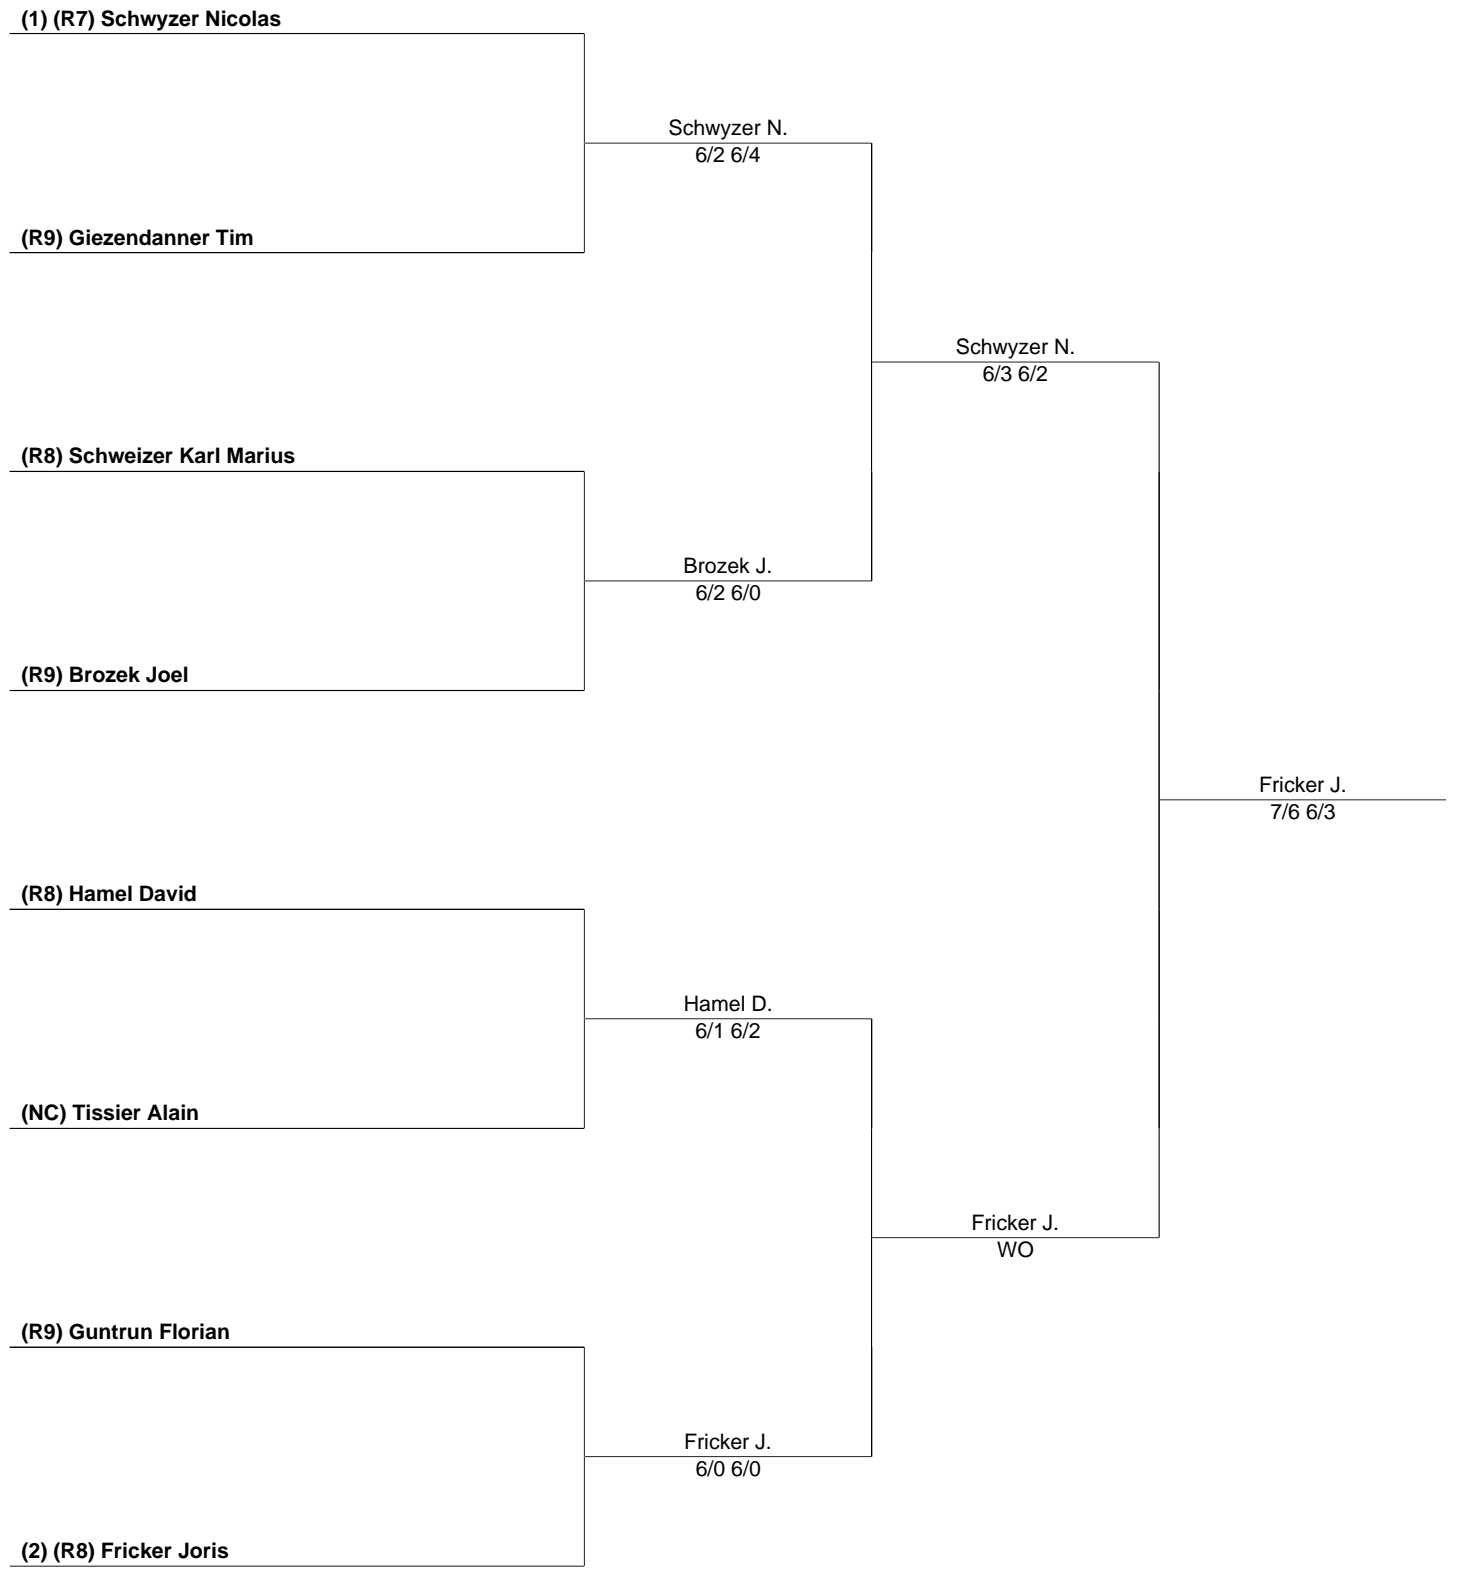 (1) (R7) Schwyzer Nicolas
Schwyzer N.
6/2 6/4
(R9) Giezendanner Tim
Schwyzer N.
6/3 6/2
(R8) Schweizer Karl Marius
Brozek J.
6/2 6/0
(R9) Brozek Joel
Fricker J.
7/6 6/3
(R8) Hamel David
Hamel D.
6/1 6/2
(NC) Tissier Alain
Fricker J.
WO
(R9) Guntrun Florian
Fricker J.
6/0 6/0
(2) (R8) Fricker Joris